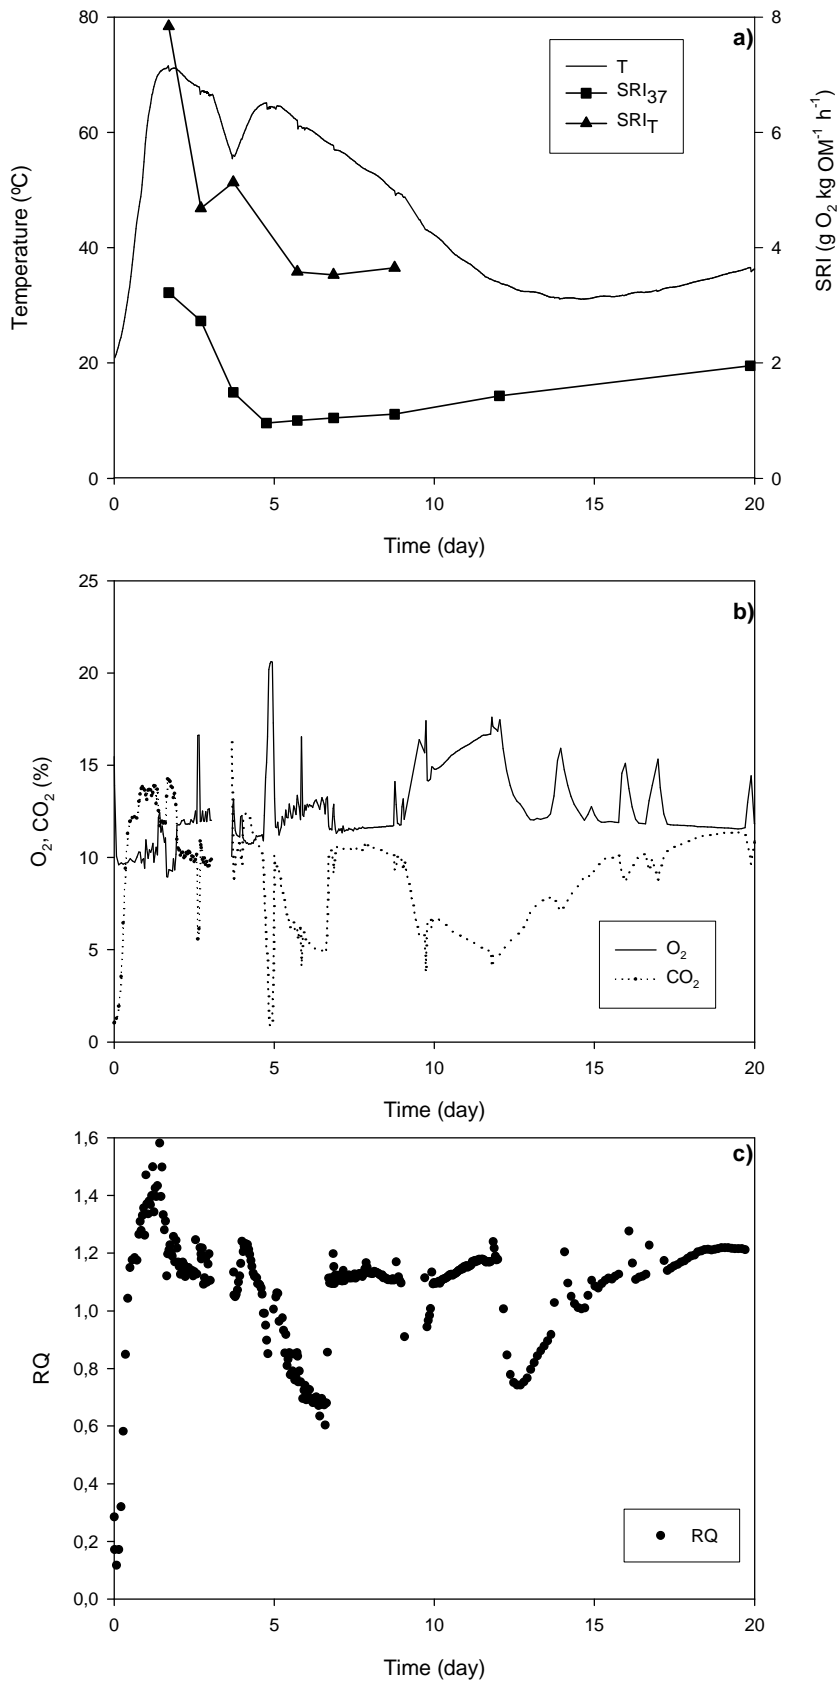 a)
80
60
40
20
0
8
6
4
2
0
T
SRI37
SRIT
Temperature (ºC)
SRI (g O2 kg OM-1 h-1)
0 5 10 15 20
Time (day)
b)
25
20
15
10
5
0
O2, CO2 (%)
O2
CO2
0 5 10 15 20
Time (day)
c)
1,6
1,4
1,2
1,0
0,8
0,6
0,4
0,2
0,0
RQ
RQ
0 5 10 15 20
Time (day)